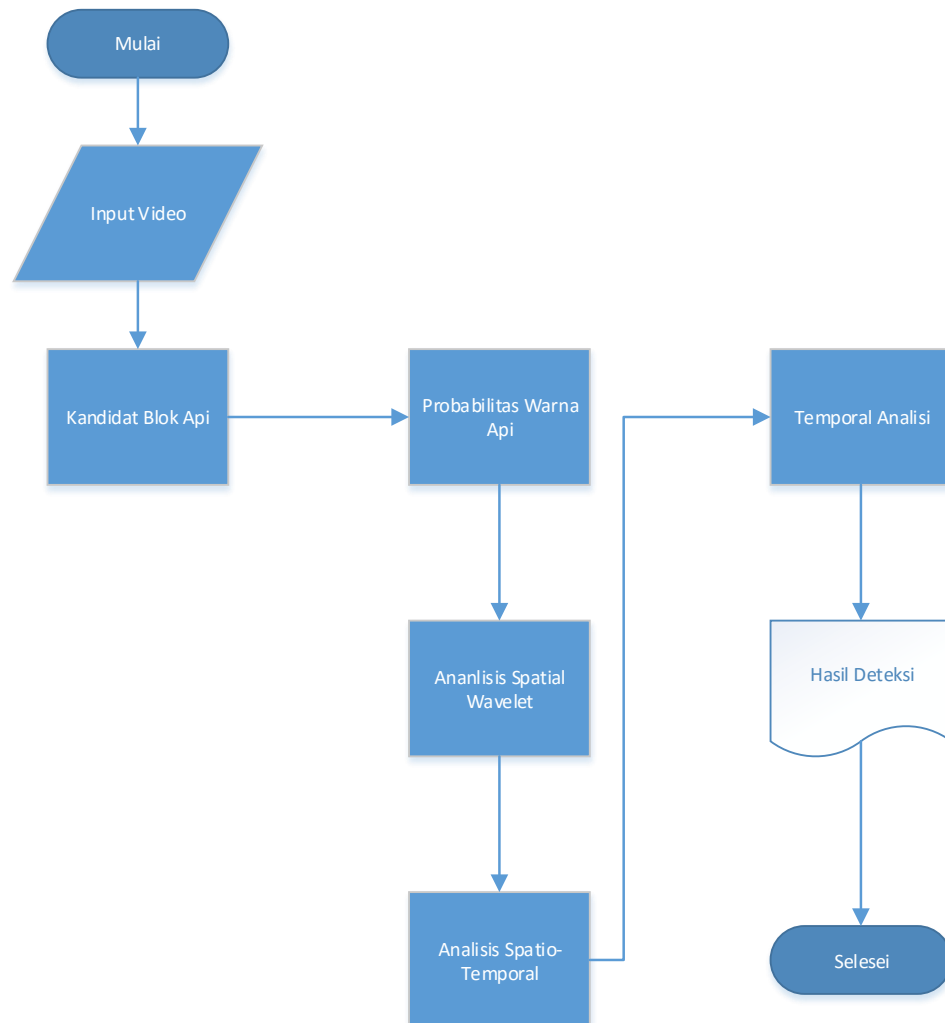 Mulai
Input Video
Kandidat Blok Api
Probabilitas Warna
Api
Ananlisis Spatial
Wavelet
Analisis Spatio-
Temporal
Temporal Analisi
Hasil Deteksi
Selesei